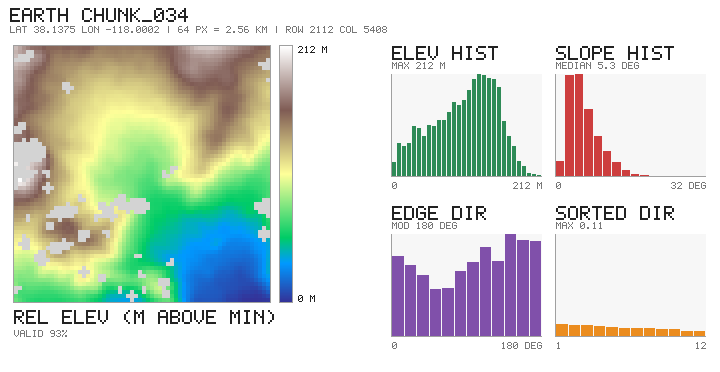 EARTH CHUNK_034
LAT 38.1375 LON -118.0002 | 64 PX = 2.56 KM | ROW 2112 COL 5408
212 M
0 M
REL ELEV (M ABOVE MIN)
VALID 93%
ELEV HIST
MAX 212 M
0 212 M
SLOPE HIST
MEDIAN 5.3 DEG
0 32 DEG
EDGE DIR
MOD 180 DEG
0 180 DEG
SORTED DIR
MAX 0.11
1 12